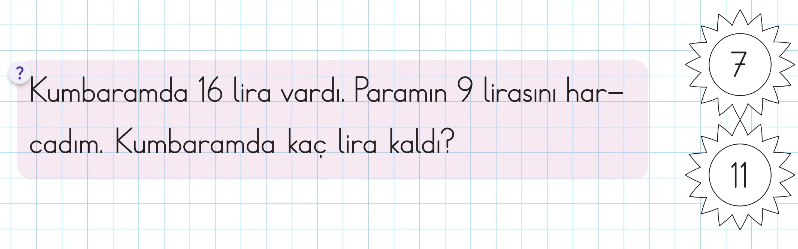 ?
Kumbaramda 16 lira vardı. Paramın 9 lirasını har–
cadım. Kumbaramda kaç lira kaldı?
7
11